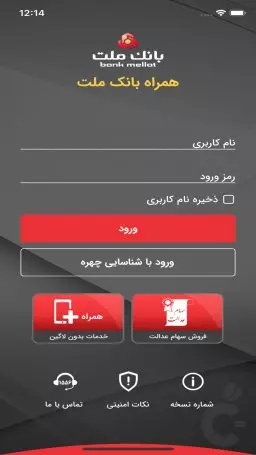 12:14
بانک ملت
bank mellat
همراه بانک ملت
نام کاربری
رمز ورود
ذخیره نام کاربری
ورود
ورود با شناسایی چهره
سهام عدالت
فروش سهام عدالت
همراه
خدمات بدون لاگین
شماره نسخه
نکات امنیتی
۱۵۵۶
تماس با ما